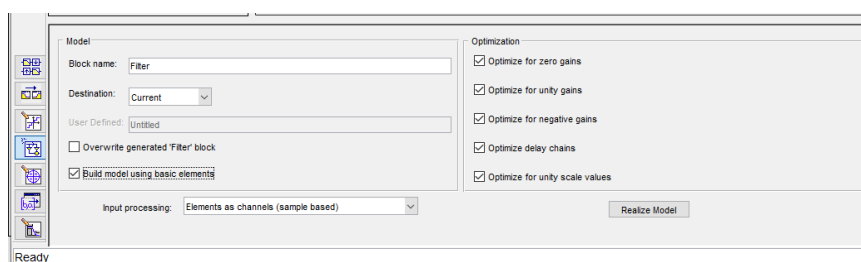 Model
Block name:
Filter
Destination:
Current
User Defined:
Untitled
Overwrite generated 'Filter' block
Build model using basic elements
Input processing:
Elements as channels (sample based)
Optimization
Optimize for zero gains
Optimize for unity gains
Optimize for negative gains
Optimize delay chains
Optimize for unity scale values
Realize Model
Ready